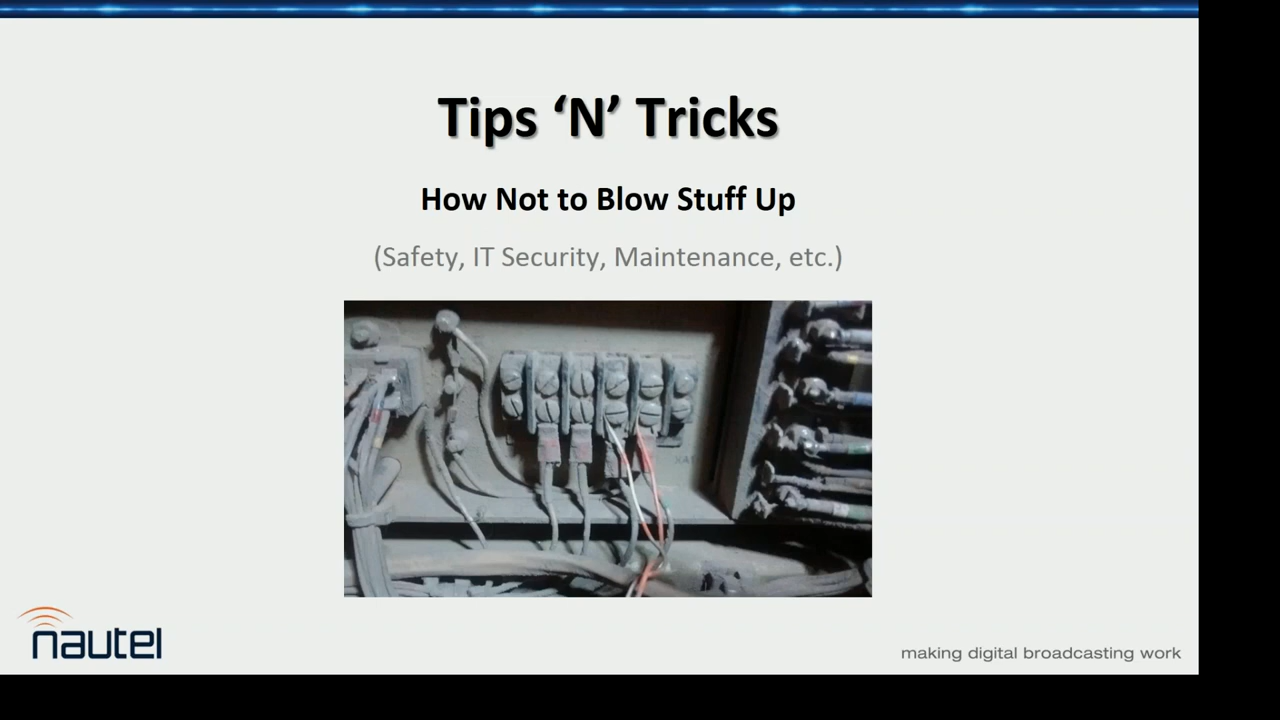 Tips ‘N’ Tricks
How Not to Blow Stuff Up
(Safety, IT Security, Maintenance, etc.)
nautel
making digital broadcasting work